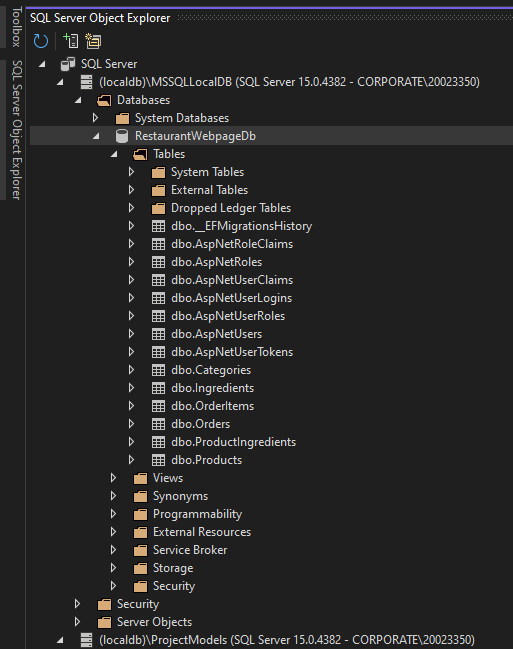 SQL Server Object Explorer
Toolbox
SQL Server Object Explorer
SQL Server
(localdb)\MSSQLLocalDB (SQL Server 15.0.4382 - CORPORATE\20023350)
Databases
System Databases
RestaurantWebpageDb
Tables
System Tables
External Tables
Dropped Ledger Tables
dbo.__EFMigrationsHistory
dbo.AspNetRoleClaims
dbo.AspNetRoles
dbo.AspNetUserClaims
dbo.AspNetUserLogins
dbo.AspNetUserRoles
dbo.AspNetUsers
dbo.AspNetUserTokens
dbo.Categories
dbo.Ingredients
dbo.OrderItems
dbo.Orders
dbo.ProductIngredients
dbo.Products
Views
Synonyms
Programmability
External Resources
Service Broker
Storage
Security
Security
Server Objects
(localdb)\ProjectModels (SQL Server 15.0.4382 - CORPORATE\20023350)